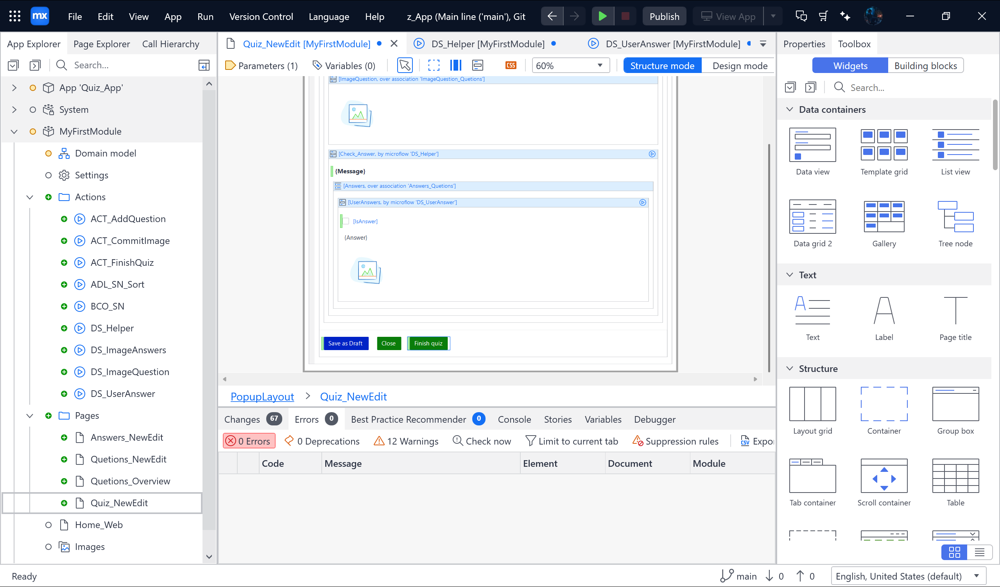 mx File Edit View App Run Version Control Language Help z_App (Main line ('main'), Git Publish View App
App Explorer Page Explorer Call Hierarchy
Search...
App 'Quiz_App'
System
MyFirstModule
Domain model
Settings
Actions
ACT_AddQuestion
ACT_CommitImage
ACT_FinishQuiz
ADL_SN_Sort
BCO_SN
DS_Helper
DS_ImageAnswers
DS_ImageQuestion
DS_UserAnswer
Pages
Answers_NewEdit
Quetions_NewEdit
Quetions_Overview
Quiz_NewEdit
Home_Web
Images
Quiz_NewEdit [MyFirstModule] DS_Helper [MyFirstModule] DS_UserAnswer [MyFirstModule]
Parameters (1) Variables (0) CSS 60% Structure mode Design mode
[ImageQuestion, over association 'ImageQuestion_Quetions']
[Check_Answer, by microflow 'DS_Helper']
{Message}
[Answers, over association 'Answers_Quetions']
[UserAnswers, by microflow 'DS_UserAnswer']
[IsAnswer]
{Answer}
Save as Draft Close Finish quiz
PopupLayout > Quiz_NewEdit
Changes 67 Errors 0 Best Practice Recommender 0 Console Stories Variables Debugger
0 Errors 0 Deprecations 12 Warnings Check now Limit to current tab Suppression rules CSV Expor
Code Message Element Document Module
Properties Toolbox
Widgets Building blocks
Search...
Data containers
Data view Template grid List view
Data grid 2 Gallery Tree node
Text
Text Label Page title
Structure
Layout grid Container Group box
Tab container Scroll container Table
Ready main 0 0 English, United States (default)